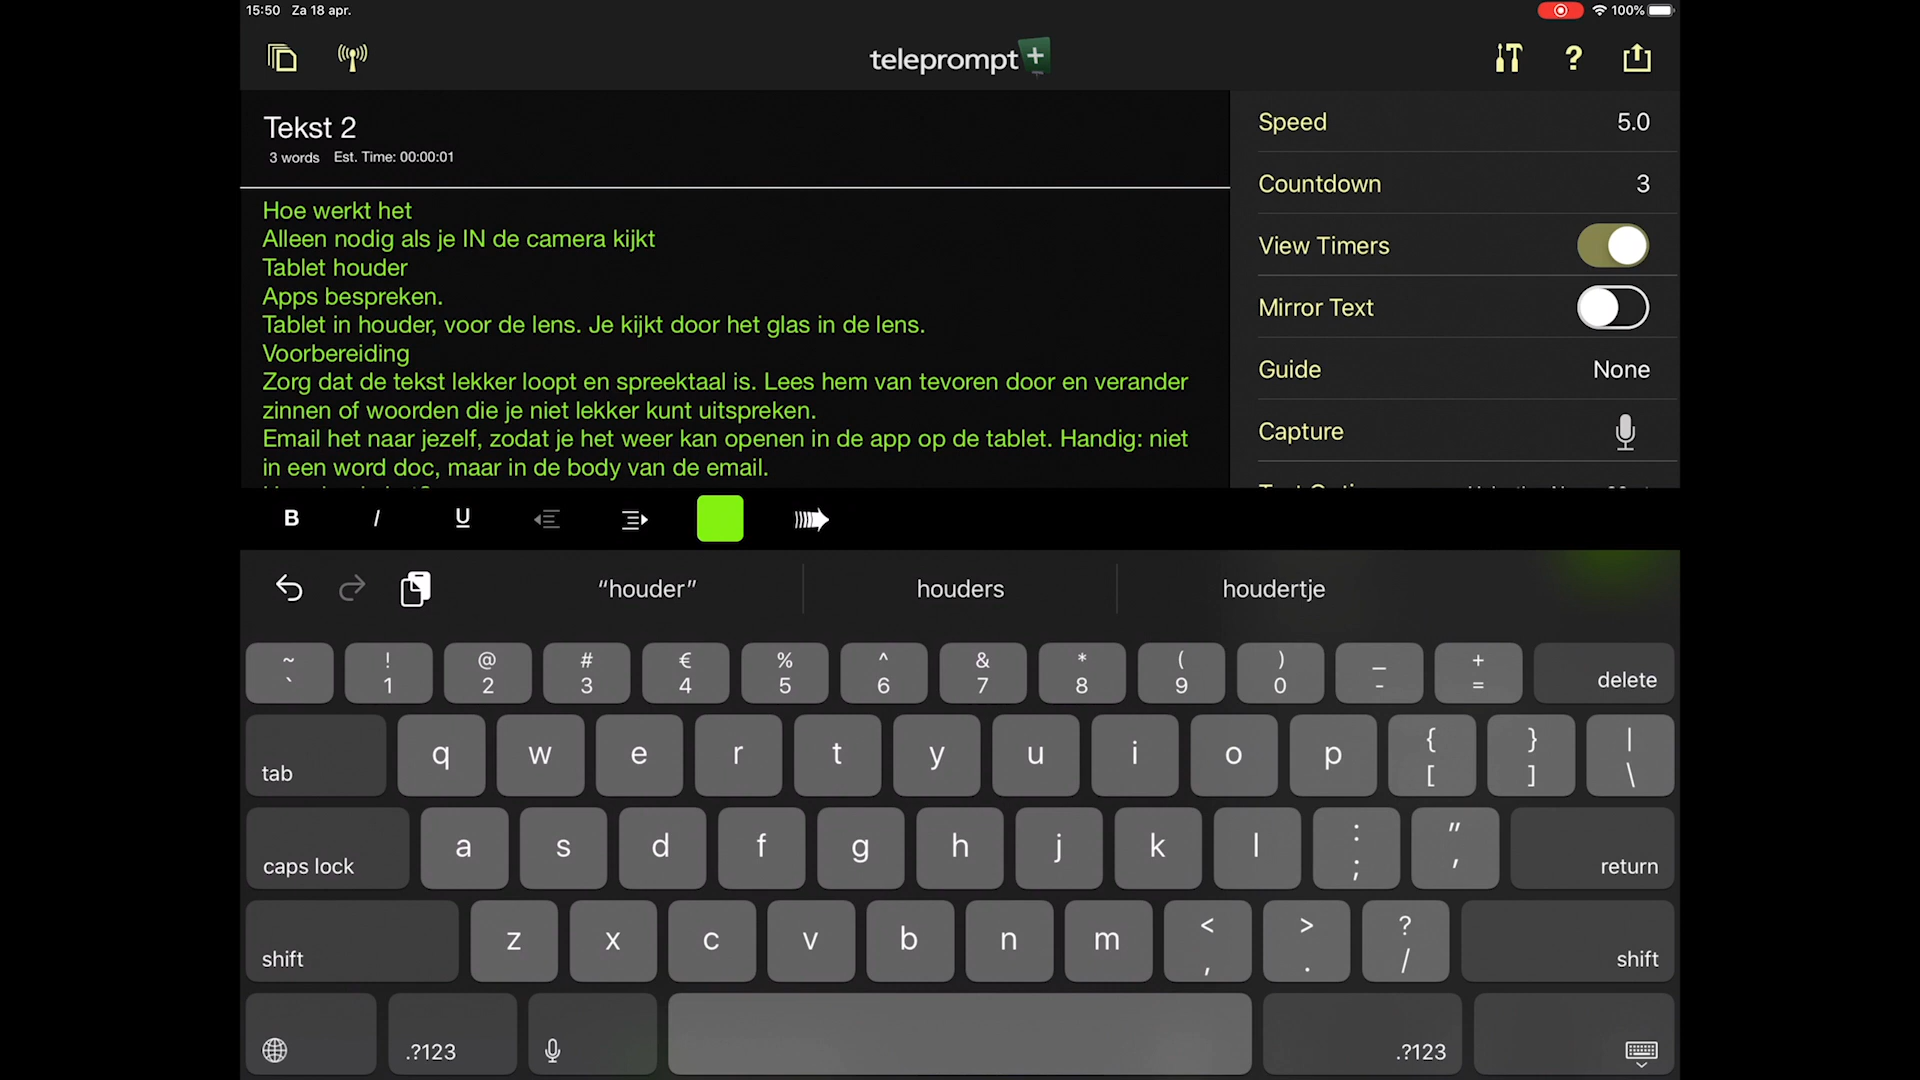 15:50 Za 18 apr.
100%
teleprompt+
?
Tekst 2
3 words Est. Time: 00:00:01
Hoe werkt het
Alleen nodig als je IN de camera kijkt
Tablet houder
Apps bespreken.
Tablet in houder, voor de lens. Je kijkt door het glas in de lens.
Voorbereiding
Zorg dat de tekst lekker loopt en spreektaal is. Lees hem van tevoren door en verander
zinnen of woorden die je niet lekker kunt uitspreken.
Email het naar jezelf, zodat je het weer kan openen in de app op de tablet. Handig: niet
in een word doc, maar in de body van de email.
Speed 5.0
Countdown 3
View Timers
Mirror Text
Guide None
Capture
B I U
“houder” houders houdertje
~ ! @ # € % ^ & * ( ) _ +
` 1 2 3 4 5 6 7 8 9 0 - = delete
tab q w e r t y u i o p { [ } ] | \
caps lock a s d f g h j k l : ; " ' return
shift z x c v b n m < , > . ? / shift
.?123 .?123